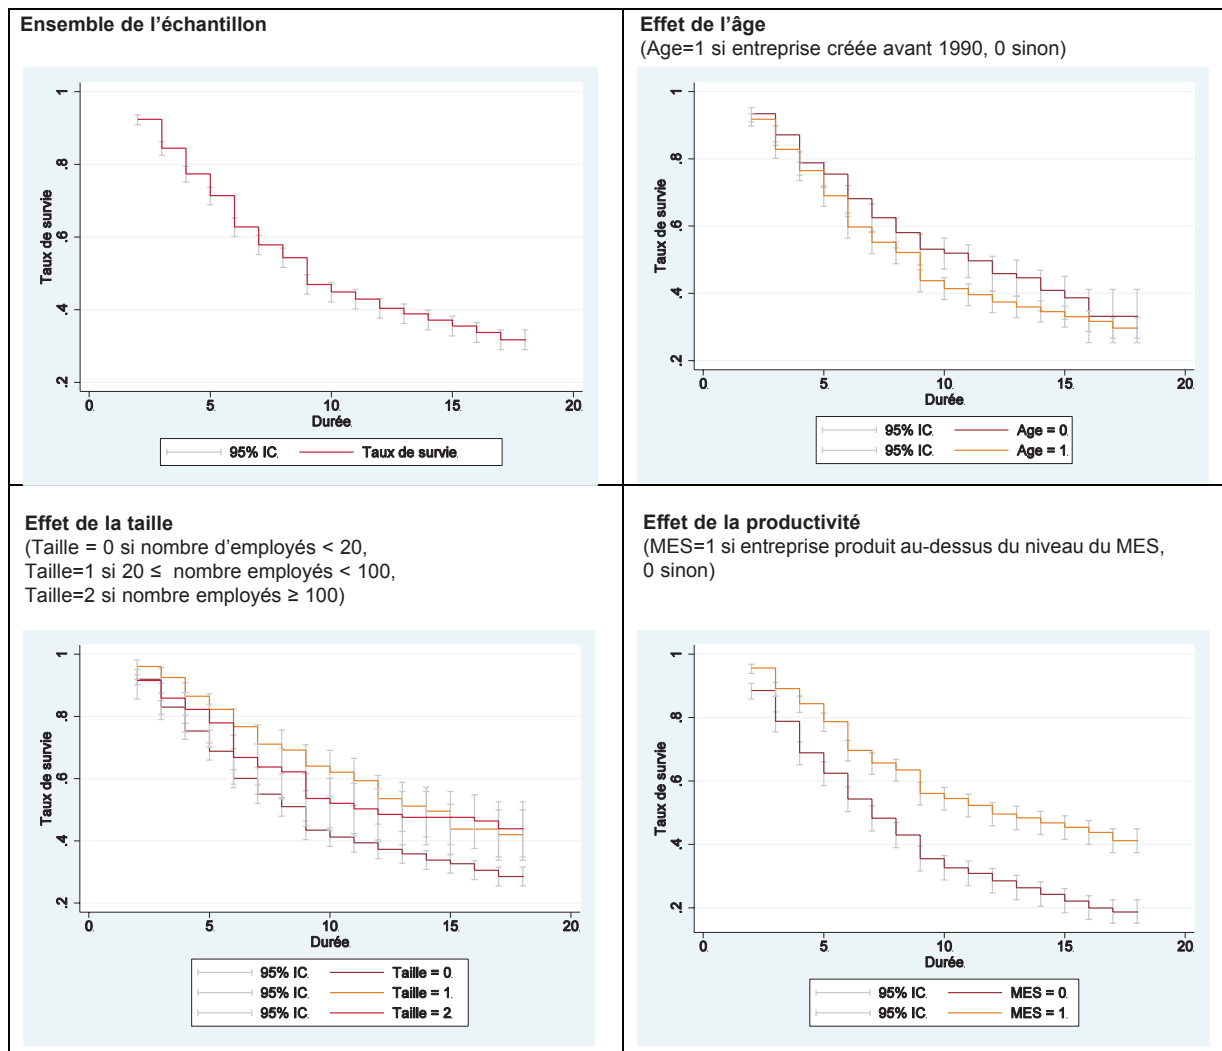 Ensemble de l'échantillon
1
.8
.6
.4
.2
Taux de survie
0.
5.
10.
15.
20.
Durée.
95% IC.
Taux de survie.
Effet de l'âge
(Age=1 si entreprise créée avant 1990, 0 sinon)
1
.8
.6
.4
.2
Taux de survie
0.
5.
10.
15.
20.
Durée.
95% IC.
Age = 0.
95% IC.
Age = 1.
Effet de la taille
(Taille = 0 si nombre d'employés < 20,
Taille=1 si 20 ≤ nombre employés < 100,
Taille=2 si nombre employés ≥ 100)
1
.8
.6
.4
.2
Taux de survie
0.
5.
10.
15.
20.
Durée.
95% IC.
Taille = 0.
95% IC.
Taille = 1.
95% IC.
Taille = 2.
Effet de la productivité
(MES=1 si entreprise produit au-dessus du niveau du MES,
0 sinon)
1
.8
.6
.4
.2
Taux de survie
0.
5.
10.
15.
20.
Durée.
95% IC.
MES = 0.
95% IC.
MES = 1.